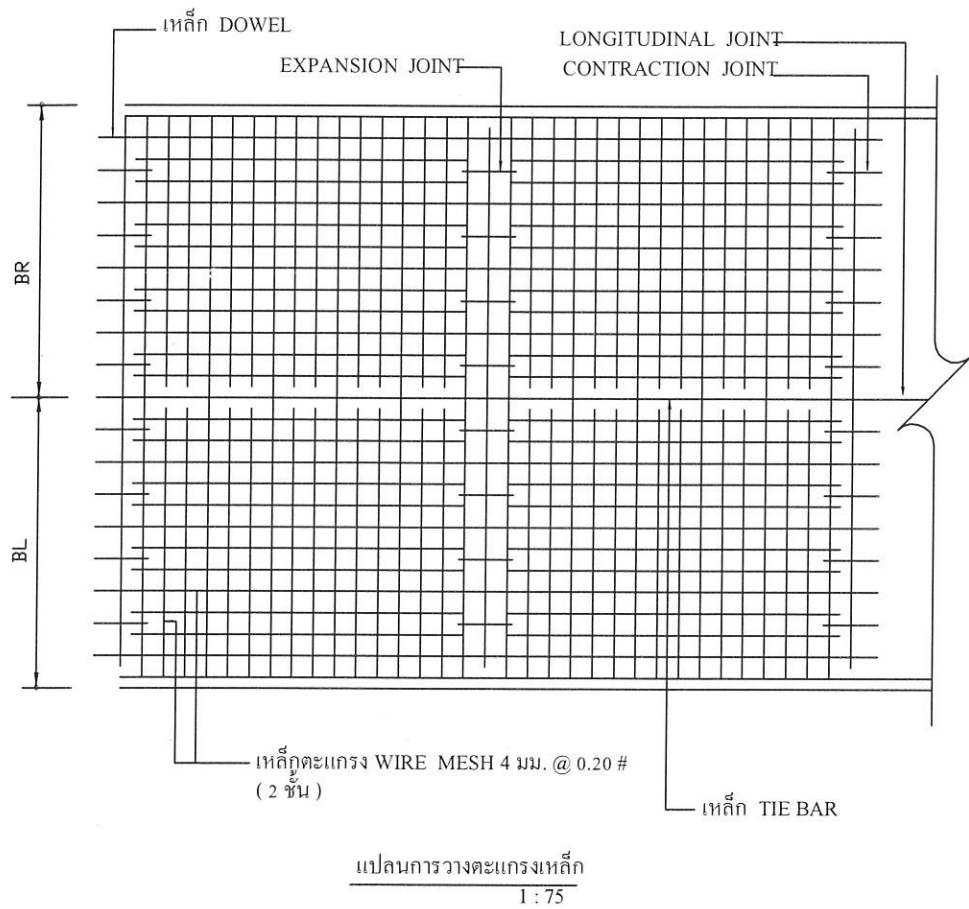 เหล็ก DOWEL
EXPANSION JOINT
LONGITUDINAL JOINT
CONTRACTION JOINT
BR
BL
เหล็กตะแกรง WIRE MESH 4 มม. @ 0.20 #
( 2 ชั้น )
เหล็ก TIE BAR
แปลนการวางตะแกรงเหล็ก
1 : 75